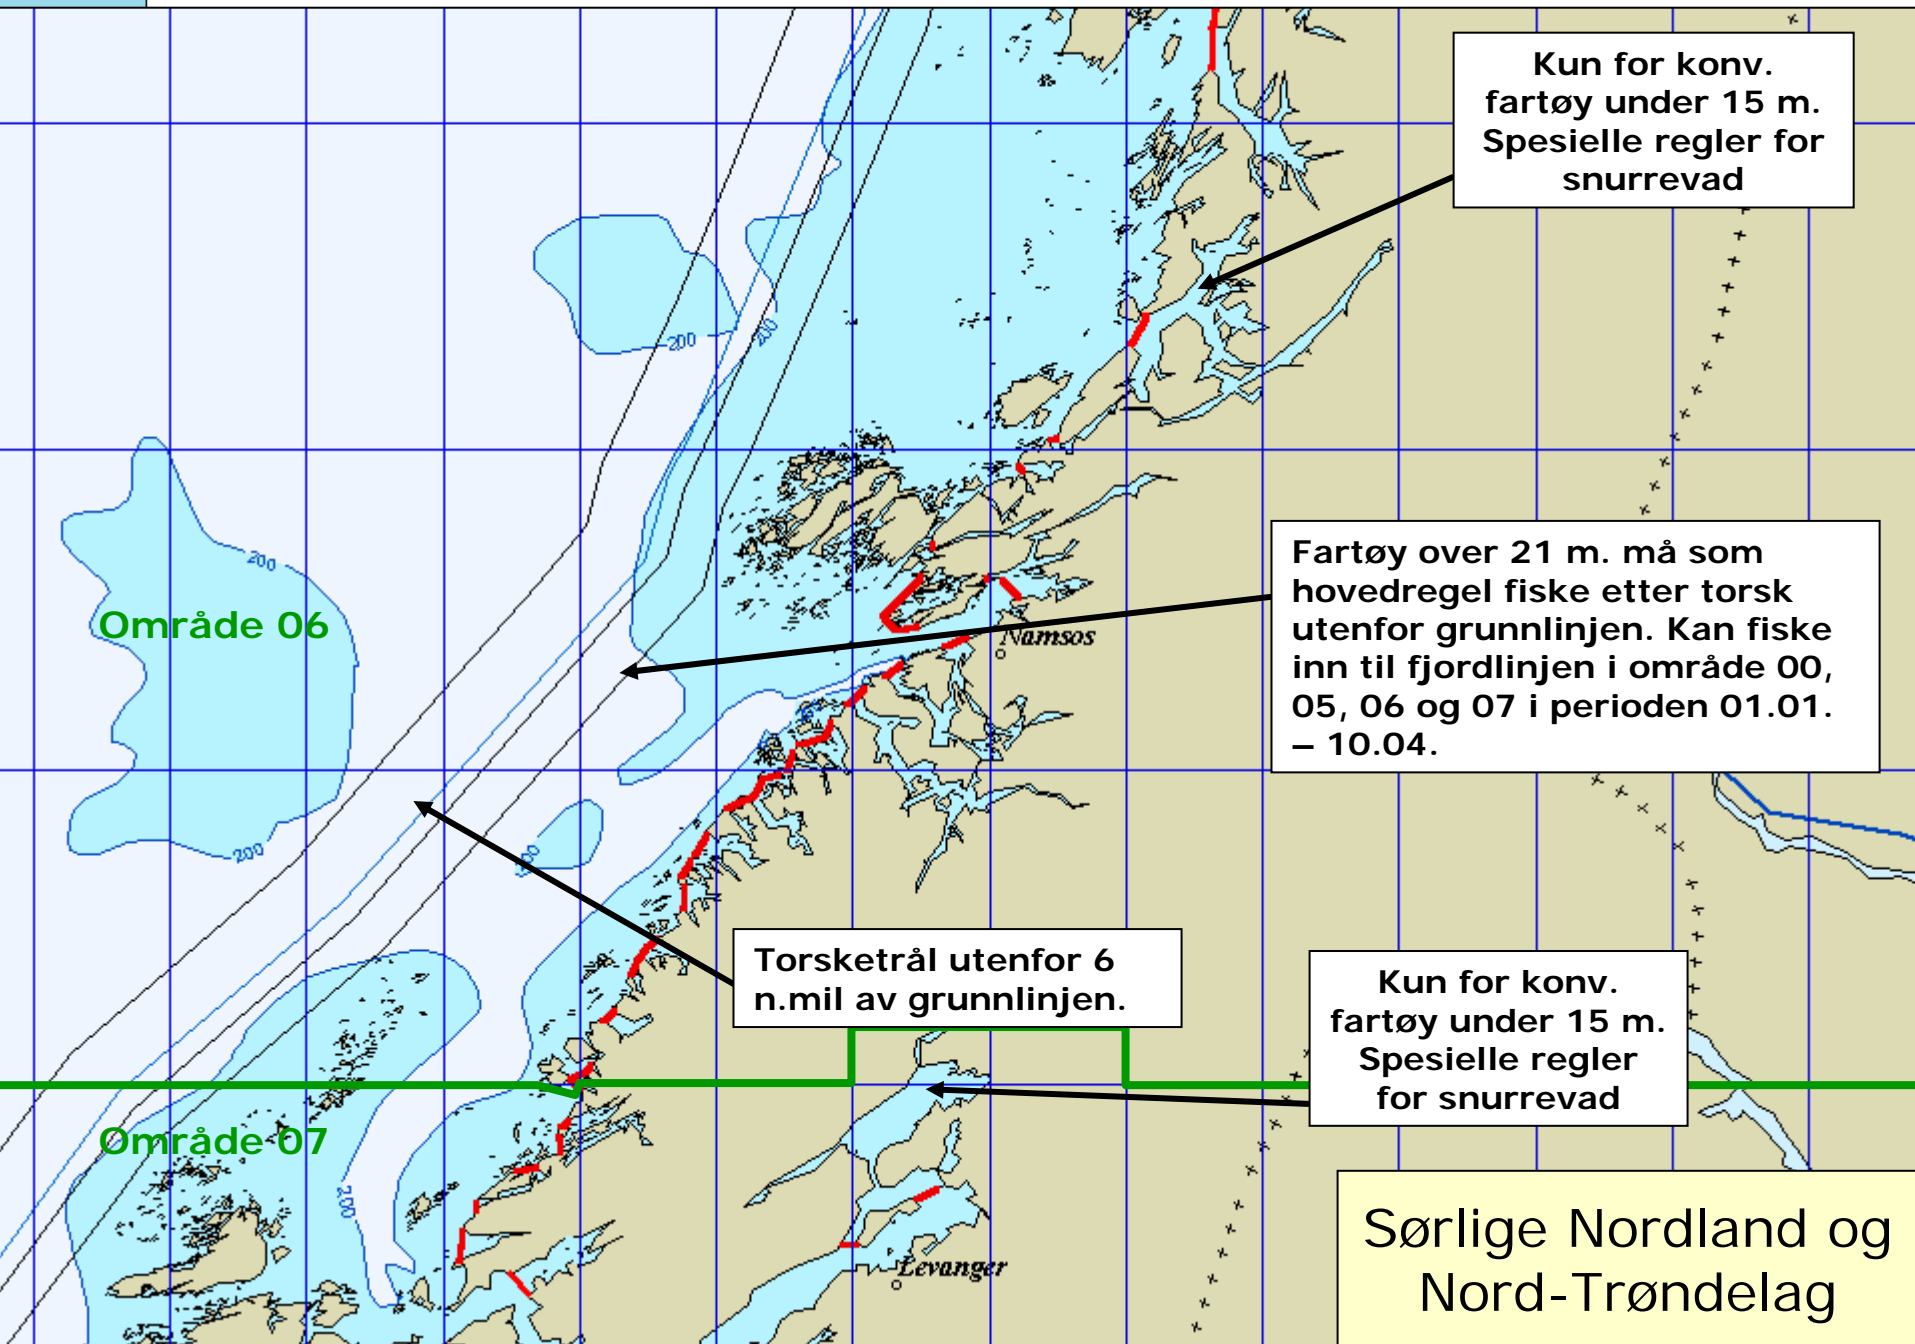 Kun for konv.
fartøy under 15 m.
Spesielle regler for
snurrevad
200
200
Fartøy over 21 m. må som
hovedregel fiske etter torsk
utenfor grunnlinjen. Kan fiske
inn til fjordlinjen i område 00,
05, 06 og 07 i perioden 01.01.
– 10.04.
200
Område 06
Namsos
200
Torsketrål utenfor 6
n.mil av grunnlinjen.
Kun for konv.
fartøy under 15 m.
Spesielle regler
for snurrevad
Område 07
200
Levanger
Sørlige Nordland og
Nord-Trøndelag